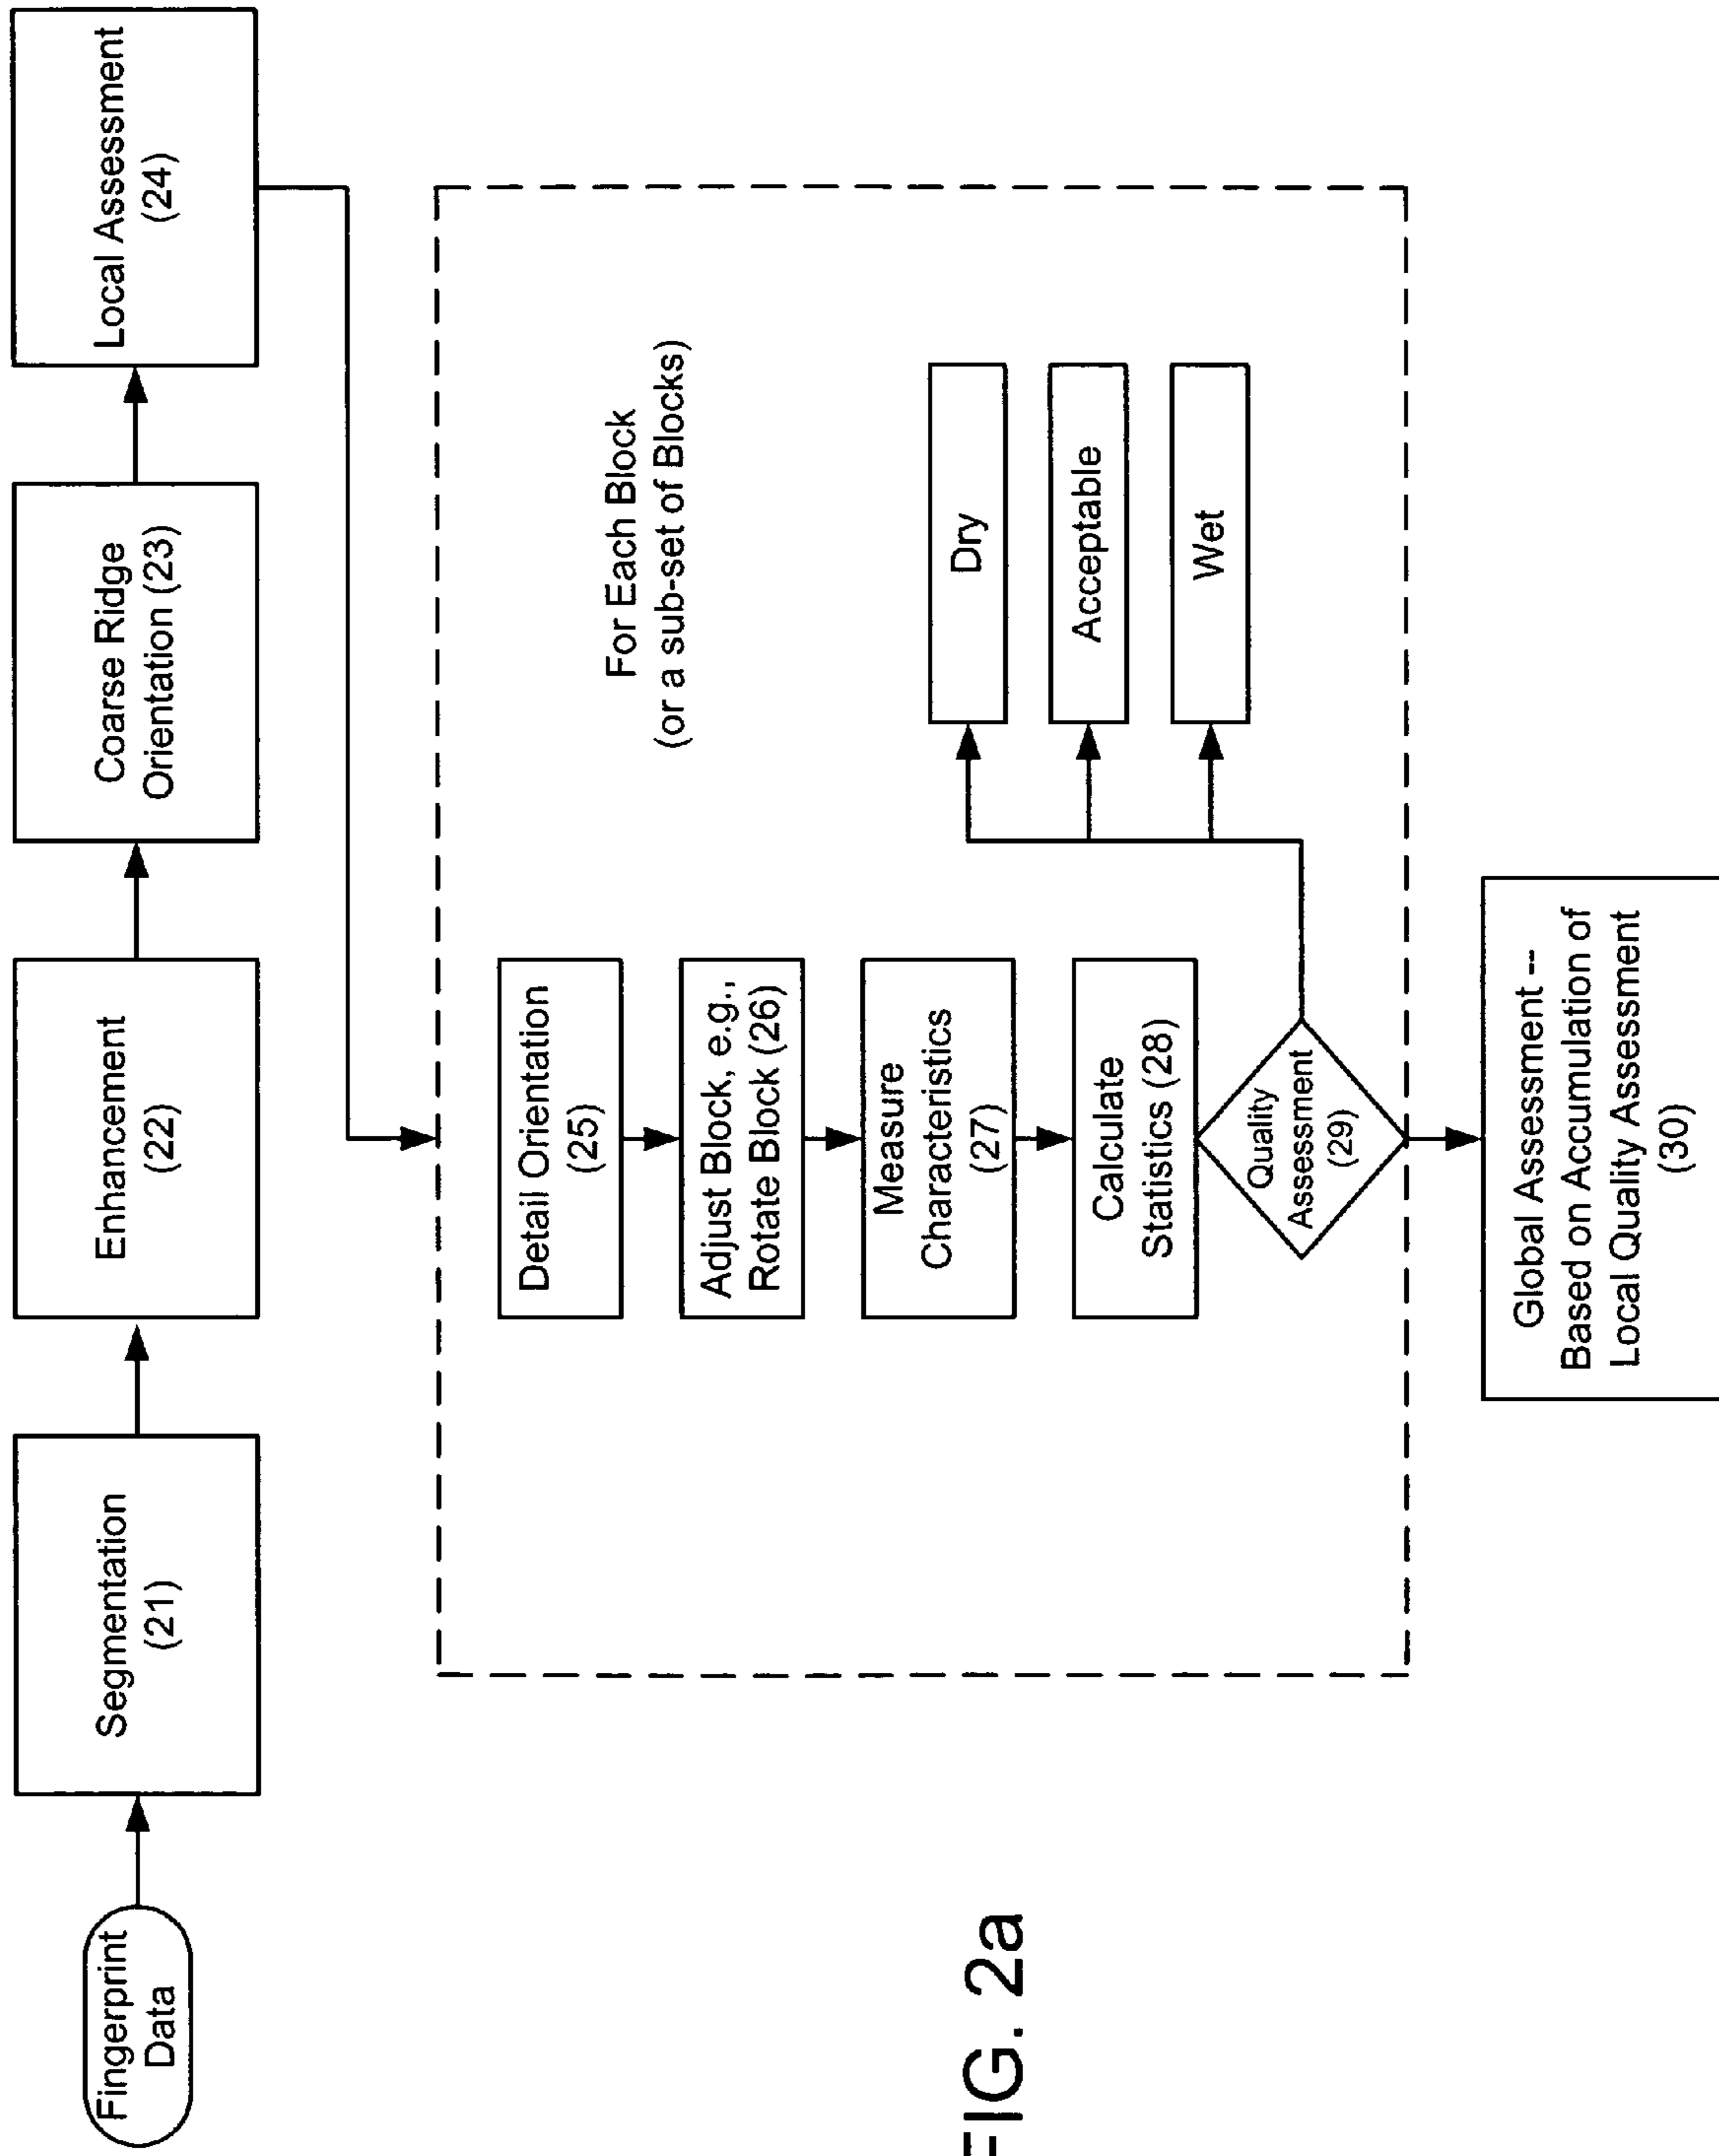 Fingerprint
Data
Segmentation
(21)
Enhancement
(22)
Coarse Ridge
Orientation (23)
Local Assessment
(24)
For Each Block
(or a sub-set of Blocks)
Detail Orientation
(25)
Adjust Block, e.g.,
Rotate Block (26)
Measure
Characteristics
(27)
Calculate
Statistics (28)
Quality
Assessment
(29)
Dry
Acceptable
Wet
Global Assessment --
Based on Accumulation of
Local Quality Assessment
(30)
FIG. 2a